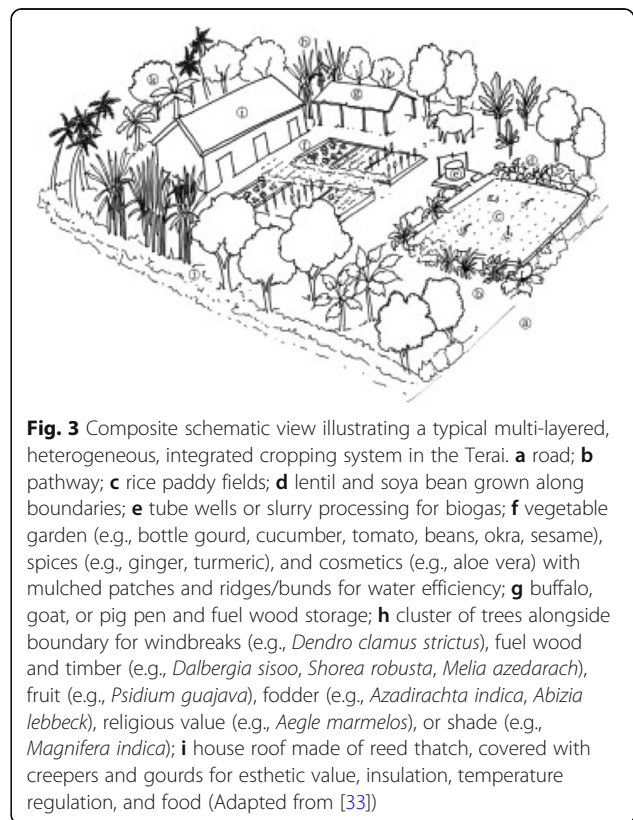 h
g
i
f
d
e
c
b
a
Fig. 3 Composite schematic view illustrating a typical multi-layered,
heterogeneous, integrated cropping system in the Terai. a road; b
pathway; c rice paddy fields; d lentil and soya bean grown along
boundaries; e tube wells or slurry processing for biogas; f vegetable
garden (e.g., bottle gourd, cucumber, tomato, beans, okra, sesame),
spices (e.g., ginger, turmeric), and cosmetics (e.g., aloe vera) with
mulched patches and ridges/bunds for water efficiency; g buffalo,
goat, or pig pen and fuel wood storage; h cluster of trees alongside
boundary for windbreaks (e.g., Dendro clamus strictus), fuel wood
and timber (e.g., Dalbergia sisoo, Shorea robusta, Melia azedarach),
fruit (e.g., Psidium guajava), fodder (e.g., Azadirachta indica, Abizia
lebbeck), religious value (e.g., Aegle marmelos), or shade (e.g.,
Magnifera indica); i house roof made of reed thatch, covered with
creepers and gourds for esthetic value, insulation, temperature
regulation, and food (Adapted from [33])